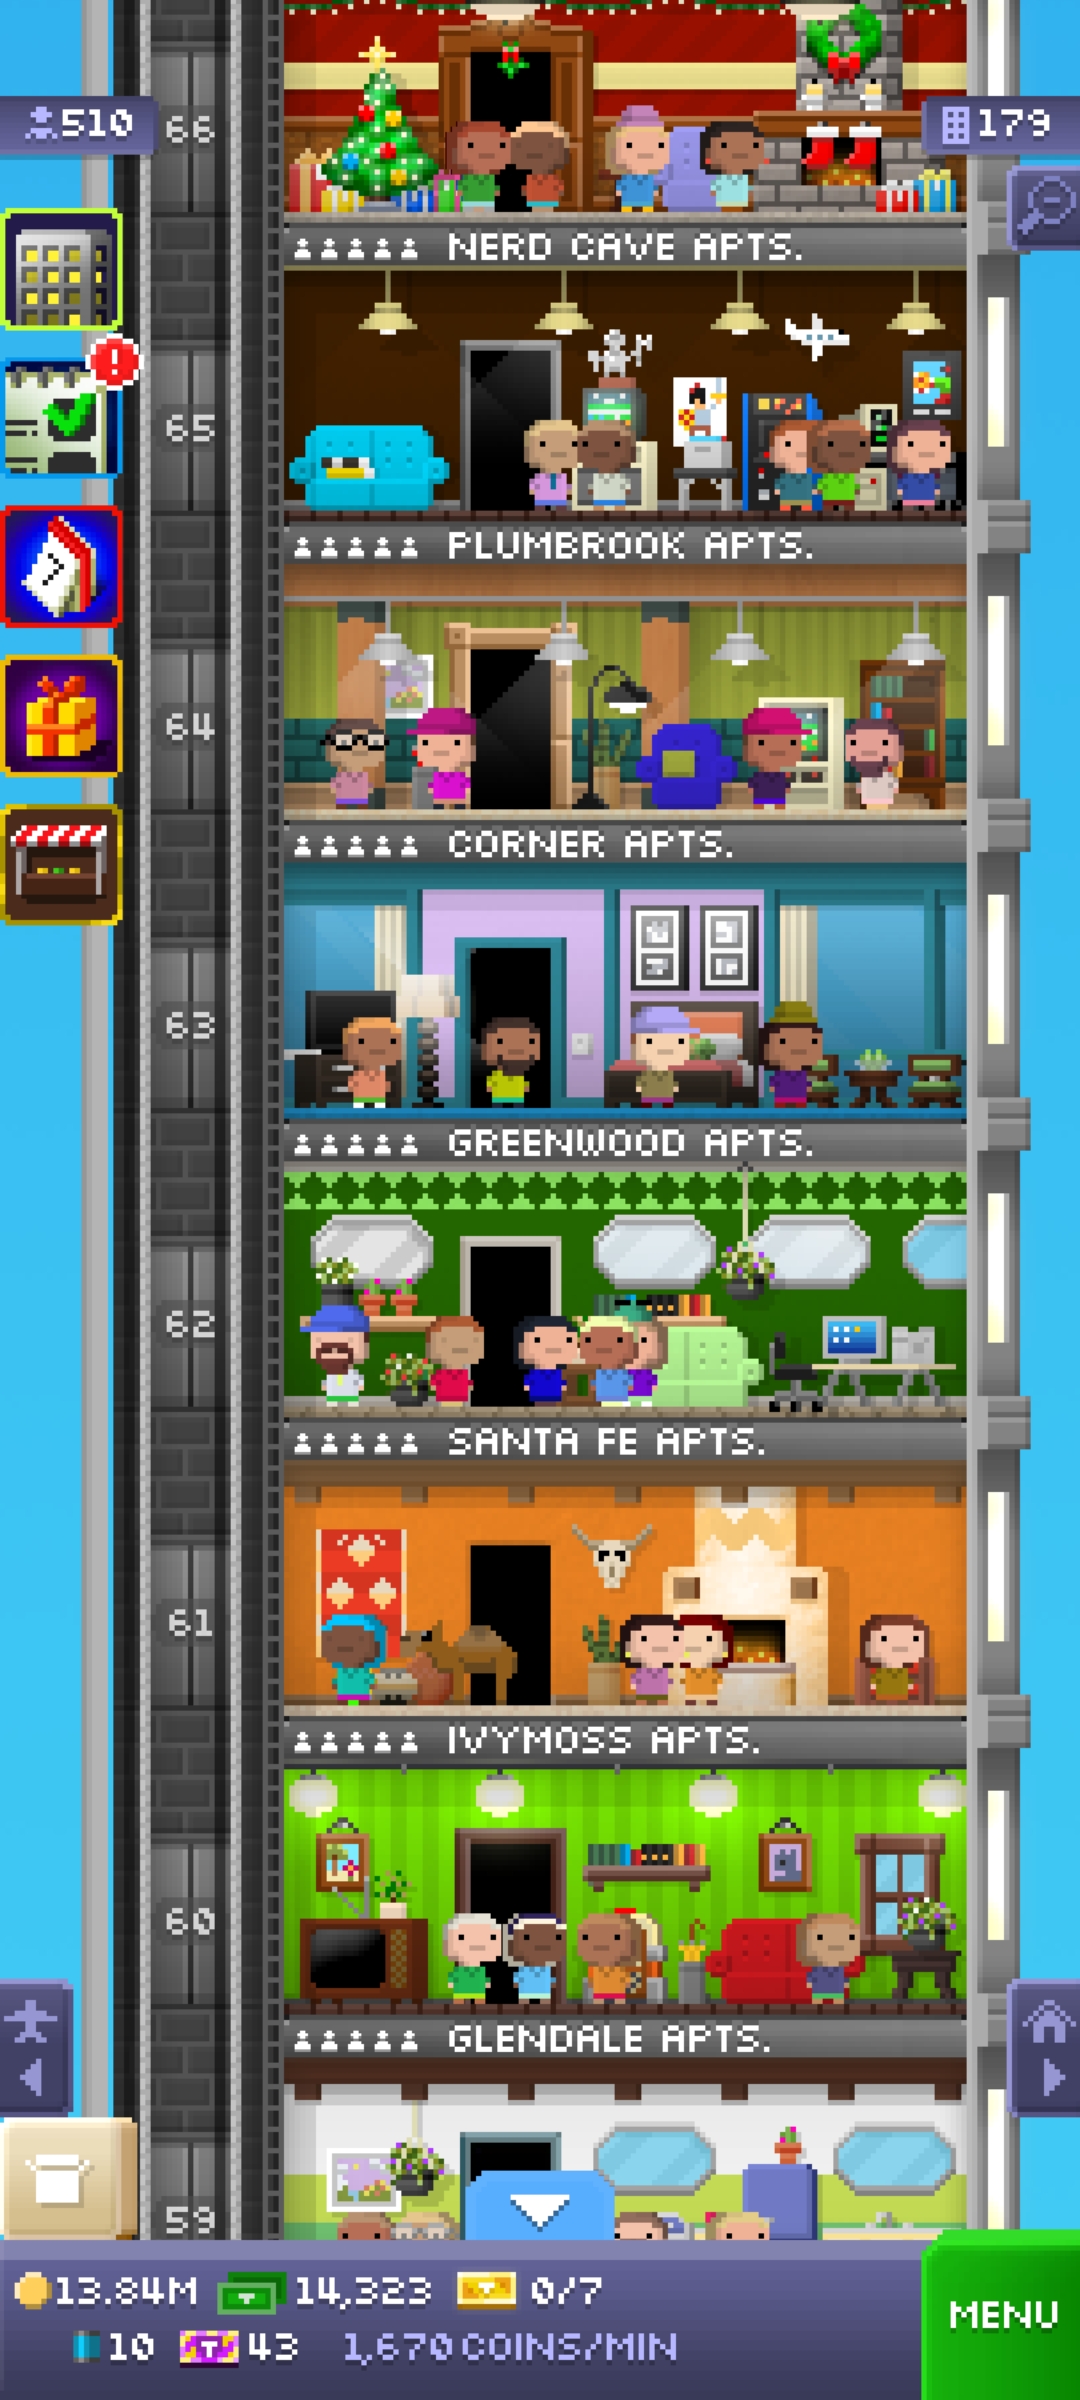 510
66
179
NERD CAVE APTS.
65
PLUMBROOK APTS.
7
64
CORNER APTS.
63
GREENWOOD APTS.
62
SANTA FE APTS.
61
IVYMOSS APTS.
60
GLENDALE APTS.
59
13.84M 14,323 0/7
MENU
10 43 1,670 COINS/MIN